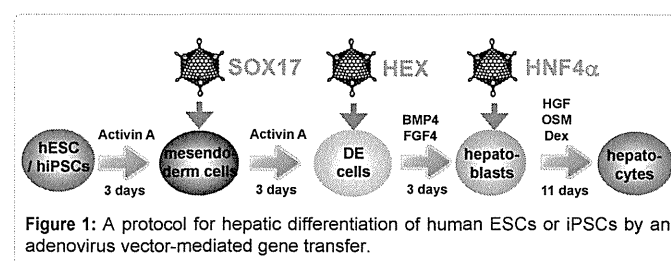 SOX17
HEX
HNF4α
Activin A
Activin A
BMP4
FGF4
HGF
OSM
Dex
hESC
/ hiPSCs
mesendo-
derm cells
DE
cells
hepato-
blasts
hepato-
cytes
3 days
3 days
3 days
11 days
Figure 1: A protocol for hepatic differentiation of human ESCs or iPSCs by an
adenovirus vector-mediated gene transfer.